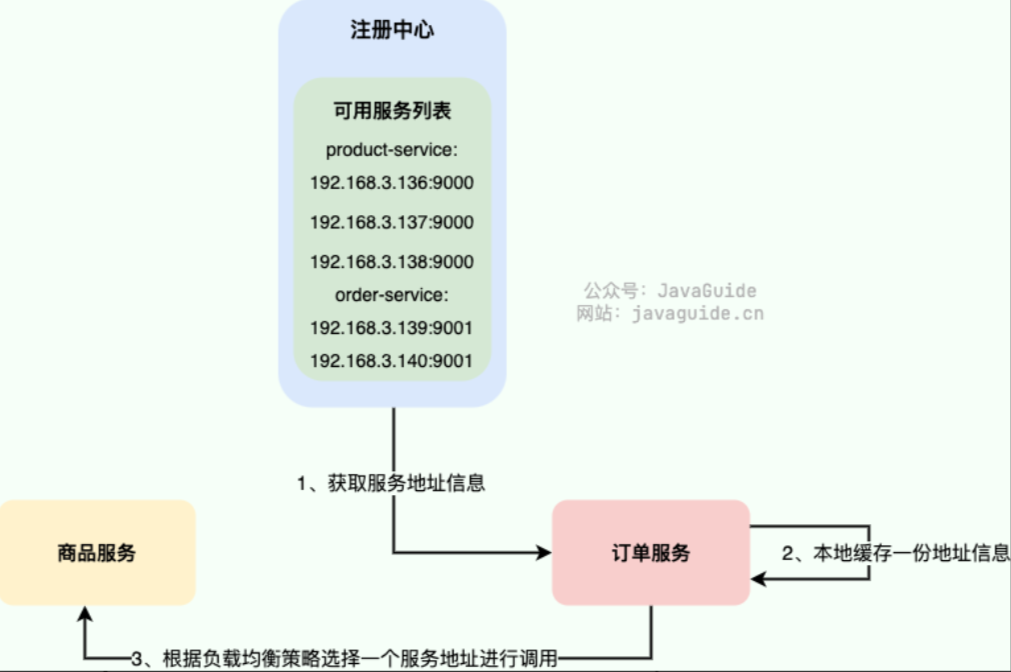 注册中心
可用服务列表
product-service:
192.168.3.136:9000
192.168.3.137:9000
192.168.3.138:9000
order-service:
192.168.3.139:9001
192.168.3.140:9001
公众号：JavaGuide
网站：javaguide.cn
1、获取服务地址信息
商品服务
订单服务
2、本地缓存一份地址信息
3、根据负载均衡策略选择一个服务地址进行调用